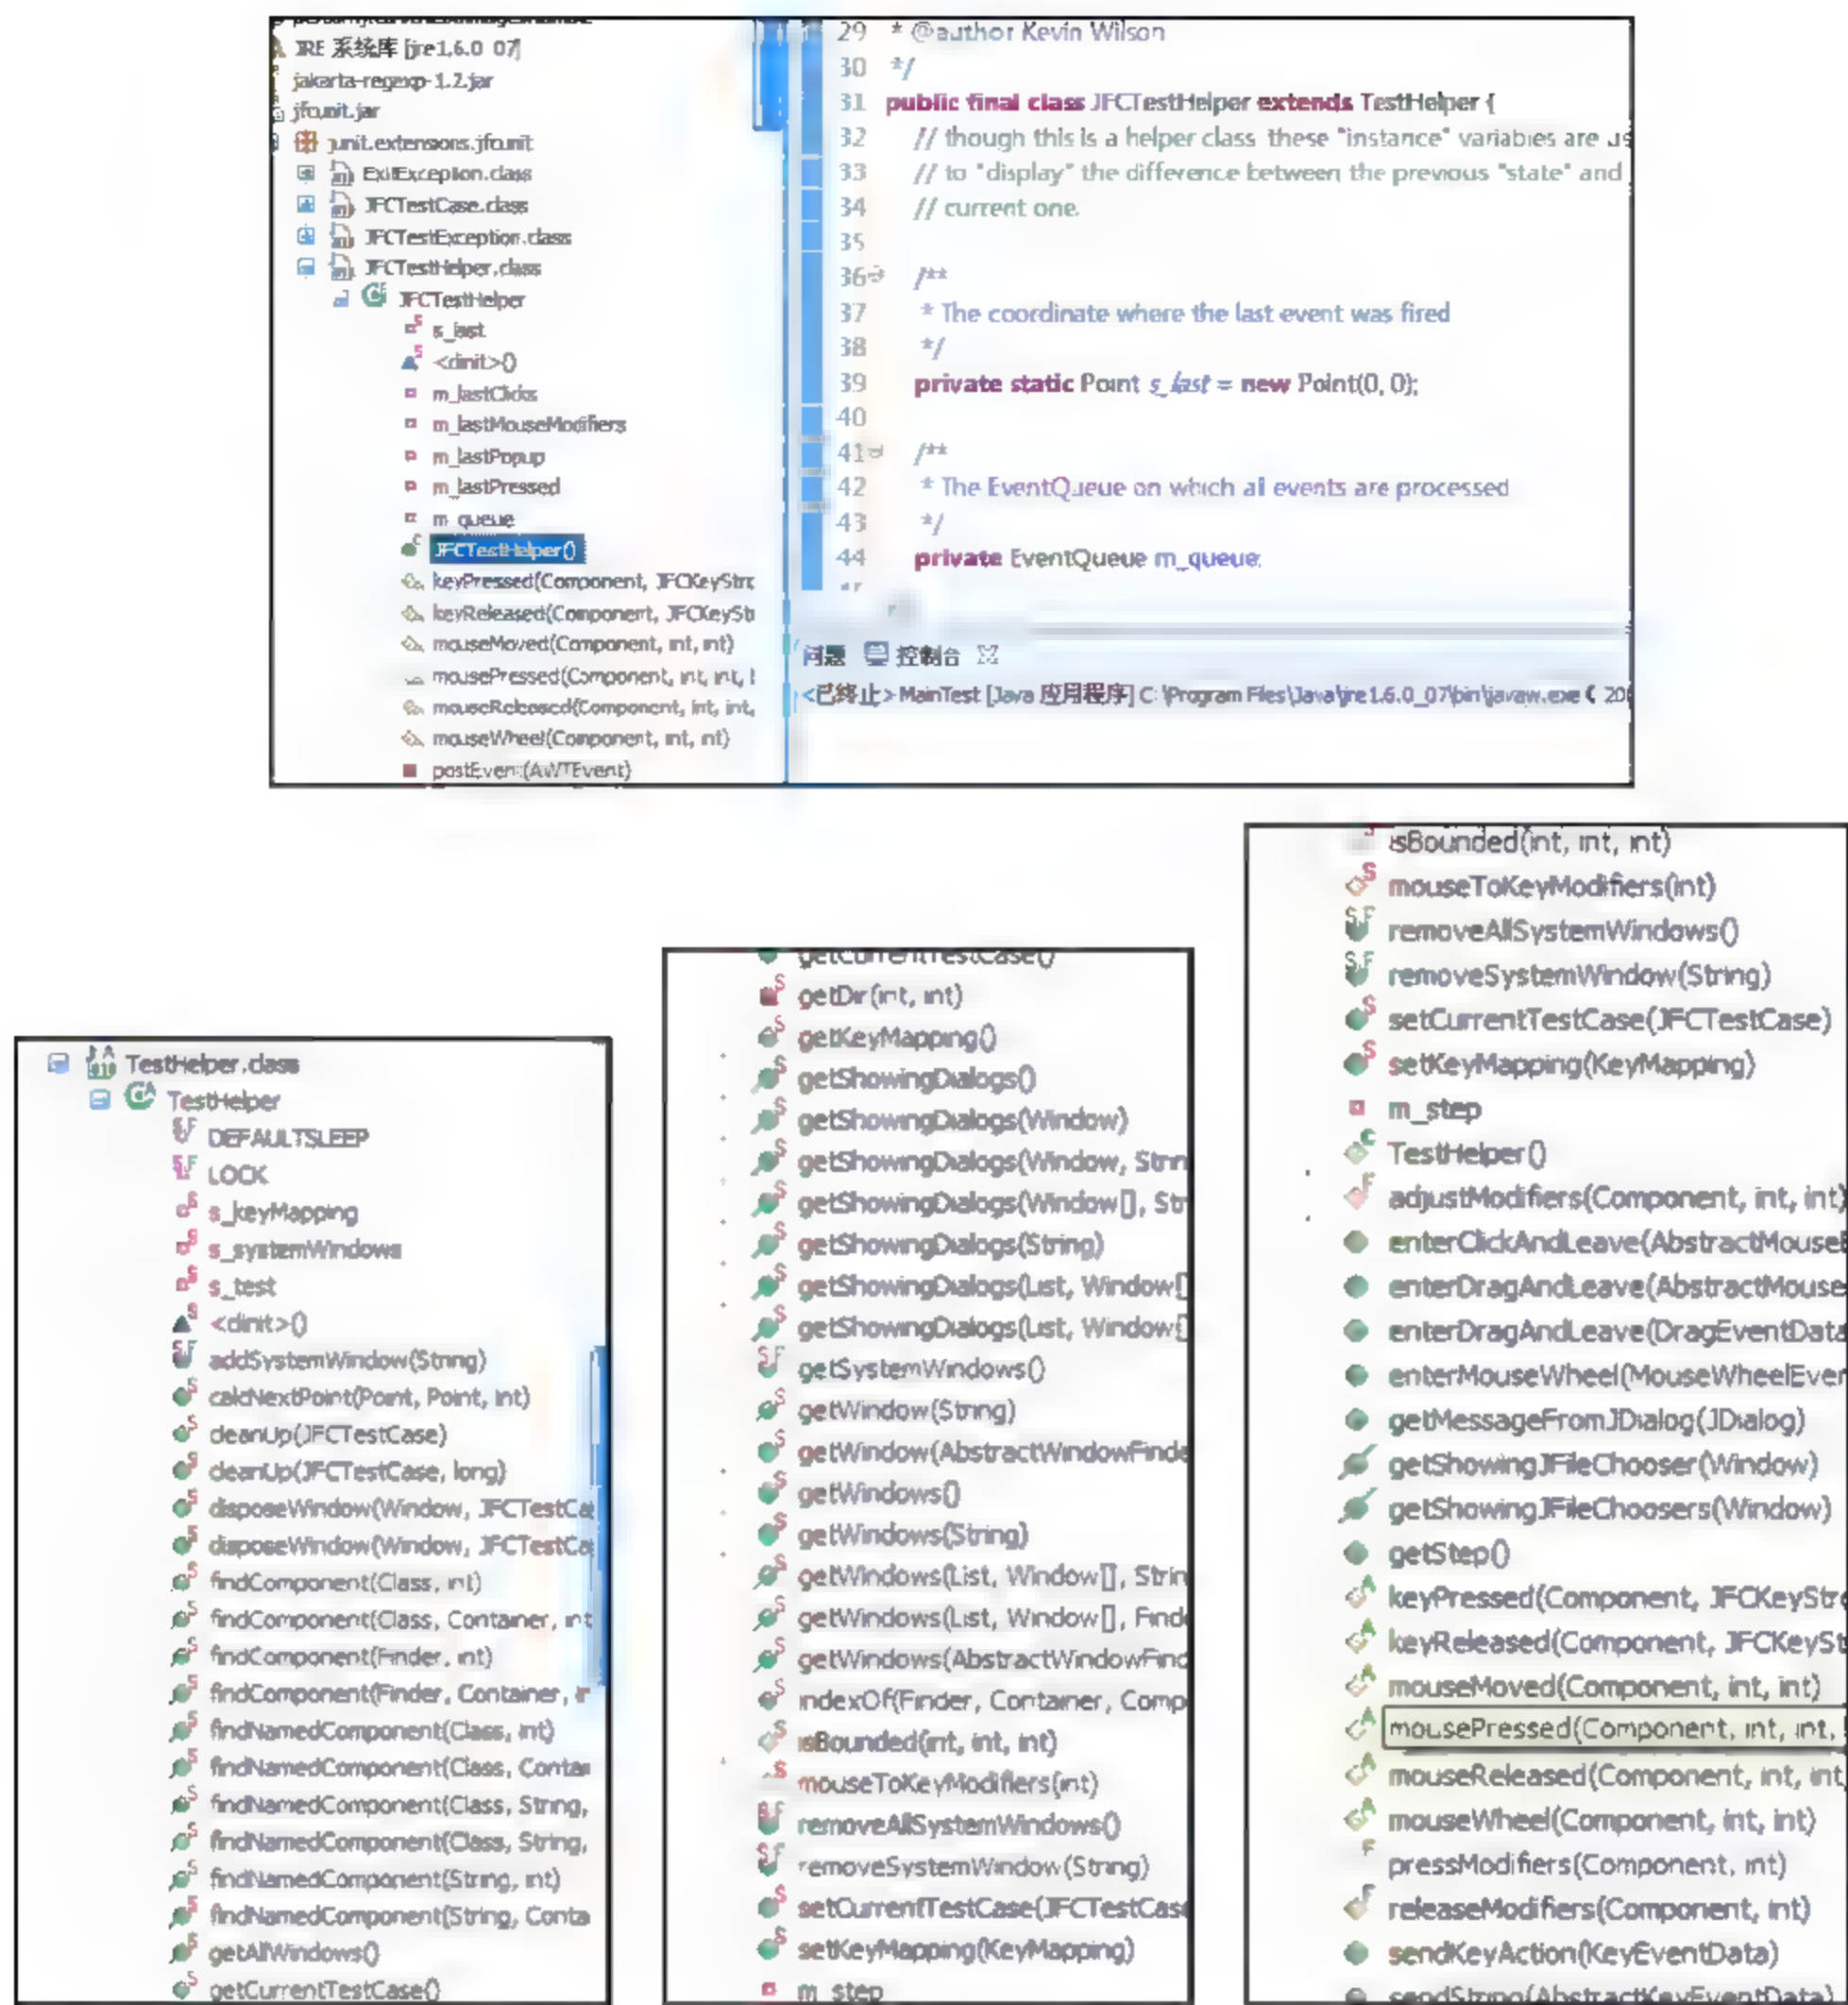 JRE 系统库 [jre1.6.0_07]
jakarta-regexp-1.2.jar
jfcunit.jar
junit.extensions.jfcunit
ExitException.class
JFCTestCase.class
JFCTestException.class
JFCTestHelper.class
JFCTestHelper
s_last
<clinit>()
m_lastClicks
m_lastMouseModifiers
m_lastPopup
m_lastPressed
m_queue
JFCTestHelper()
keyPressed(Component, JFCKeyStro
keyReleased(Component, JFCKeyStr
mouseMoved(Component, int, int)
mousePressed(Component, int, int, i
mouseReleased(Component, int, int,
mouseWheel(Component, int, int)
postEvent(AWTEvent)
29 * @author Kevin Wilson
30 */
31 public final class JFCTestHelper extends TestHelper {
32 // though this is a helper class these "instance" variables are us
33 // to "display" the difference between the previous "state" and
34 // current one.
35
36 /**
37 * The coordinate where the last event was fired
38 */
39 private static Point s_last = new Point(0, 0);
40
41 /**
42 * The EventQueue on which all events are processed
43 */
44 private EventQueue m_queue;
问题 控制台
<已终止> MainTest [Java 应用程序] C:\Program Files\Java\jre1.6.0_07\bin\javaw.exe ( 200
TestHelper.class
TestHelper
DEFAULTSLEEP
LOCK
s_keyMapping
s_systemWindows
s_test
<clinit>()
addSystemWindow(String)
calcNextPoint(Point, Point, int)
cleanUp(JFCTestCase)
cleanUp(JFCTestCase, long)
disposeWindow(Window, JFCTestCa
disposeWindow(Window, JFCTestCa
findComponent(Class, int)
findComponent(Class, Container, int
findComponent(Finder, int)
findComponent(Finder, Container, ir
findNamedComponent(Class, int)
findNamedComponent(Class, Contai
findNamedComponent(Class, String,
findNamedComponent(Class, String,
findNamedComponent(String, int)
findNamedComponent(String, Conta
getAllWindows()
getCurrentTestCase()
getCurrentTestCase()
getDir(int, int)
getKeyMapping()
getShowingDialogs()
getShowingDialogs(Window)
getShowingDialogs(Window, Strin
getShowingDialogs(Window[], Str
getShowingDialogs(String)
getShowingDialogs(List, Window[]
getShowingDialogs(List, Window[]
getSystemWindows()
getWindow(String)
getWindow(AbstractWindowFinde
getWindows()
getWindows(String)
getWindows(List, Window[], Strin
getWindows(List, Window[], Finde
getWindows(AbstractWindowFind
indexOf(Finder, Container, Comp
isBounded(int, int, int)
mouseToKeyModifiers(int)
removeAllSystemWindows()
removeSystemWindow(String)
setCurrentTestCase(JFCTestCase
setKeyMapping(KeyMapping)
m_step
isBounded(int, int, int)
mouseToKeyModifiers(int)
removeAllSystemWindows()
removeSystemWindow(String)
setCurrentTestCase(JFCTestCase)
setKeyMapping(KeyMapping)
m_step
TestHelper()
adjustModifiers(Component, int, int)
enterClickAndLeave(AbstractMouseE
enterDragAndLeave(AbstractMouse
enterDragAndLeave(DragEventData
enterMouseWheel(MouseWheelEven
getMessageFromJDialog(JDialog)
getShowingJFileChooser(Window)
getShowingJFileChoosers(Window)
getStep()
keyPressed(Component, JFCKeyStro
keyReleased(Component, JFCKeySt
mouseMoved(Component, int, int)
mousePressed(Component, int, int,
mouseReleased(Component, int, int,
mouseWheel(Component, int, int)
pressModifiers(Component, int)
releaseModifiers(Component, int)
sendKeyAction(KeyEventData)
sendString(AbstractKeyEventData)